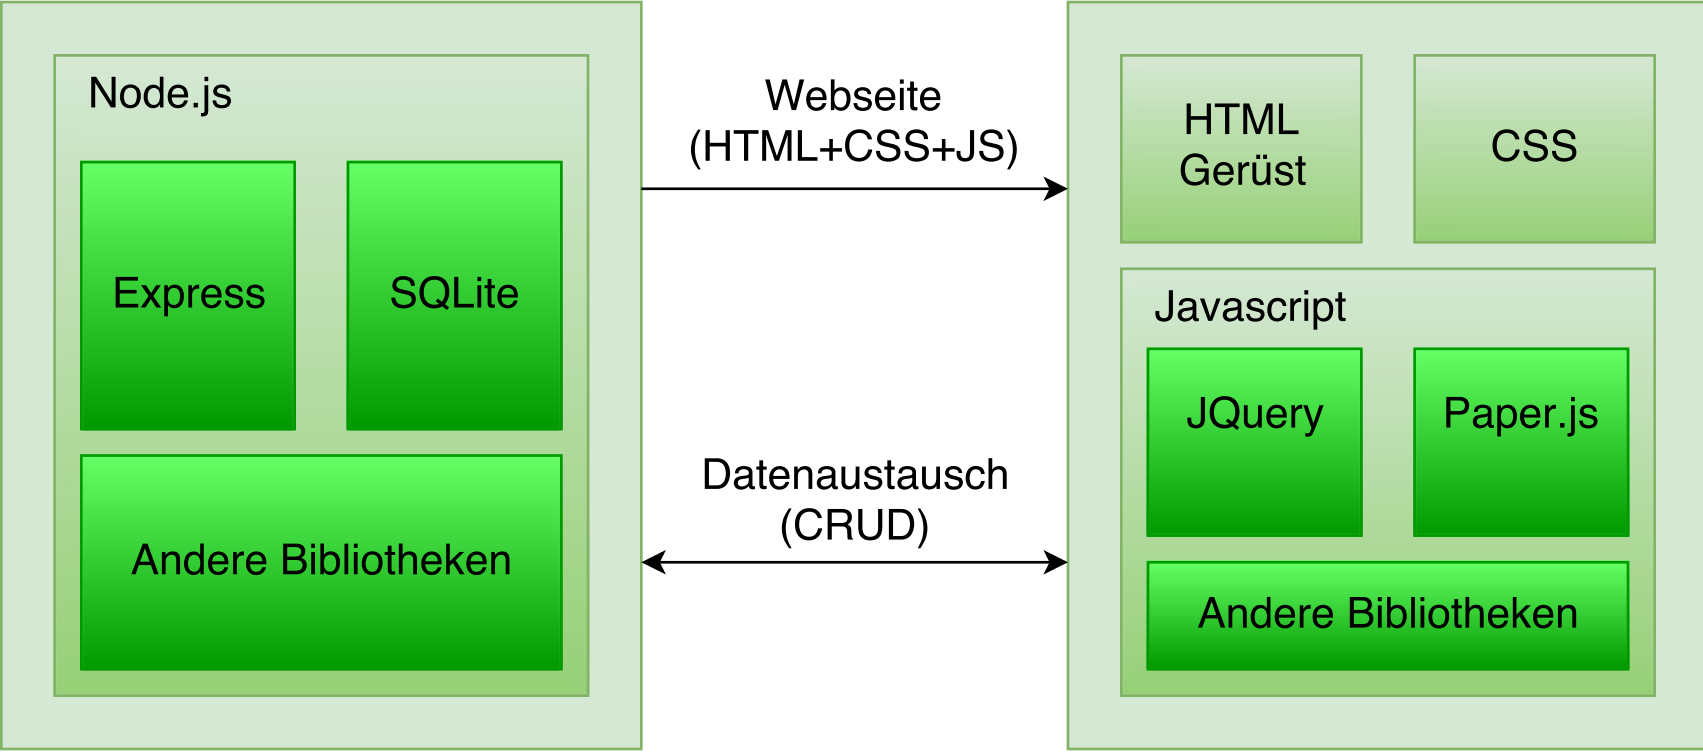 Node.js
Express
SQLite
Andere Bibliotheken
Webseite
(HTML+CSS+JS)
Datenaustausch
(CRUD)
HTML
Gerüst
CSS
Javascript
JQuery
Paper.js
Andere Bibliotheken